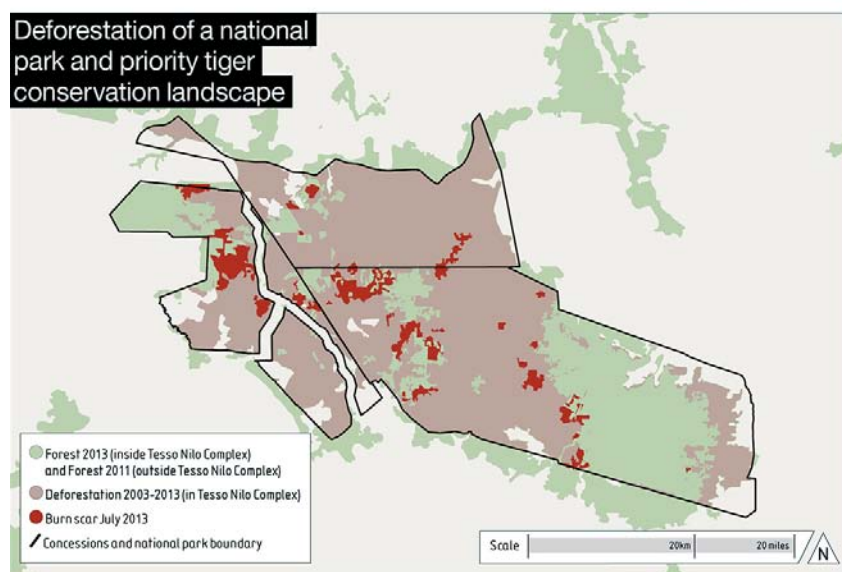 Deforestation of a national
park and priority tiger
conservation landscape
Forest 2013 (inside Tesso Nilo Complex)
and Forest 2011 (outside Tesso Nilo Complex)
Deforestation 2003-2013 (in Tesso Nilo Complex)
Burn scar July 2013
Concessions and national park boundary
Scale 20km 20 miles
N